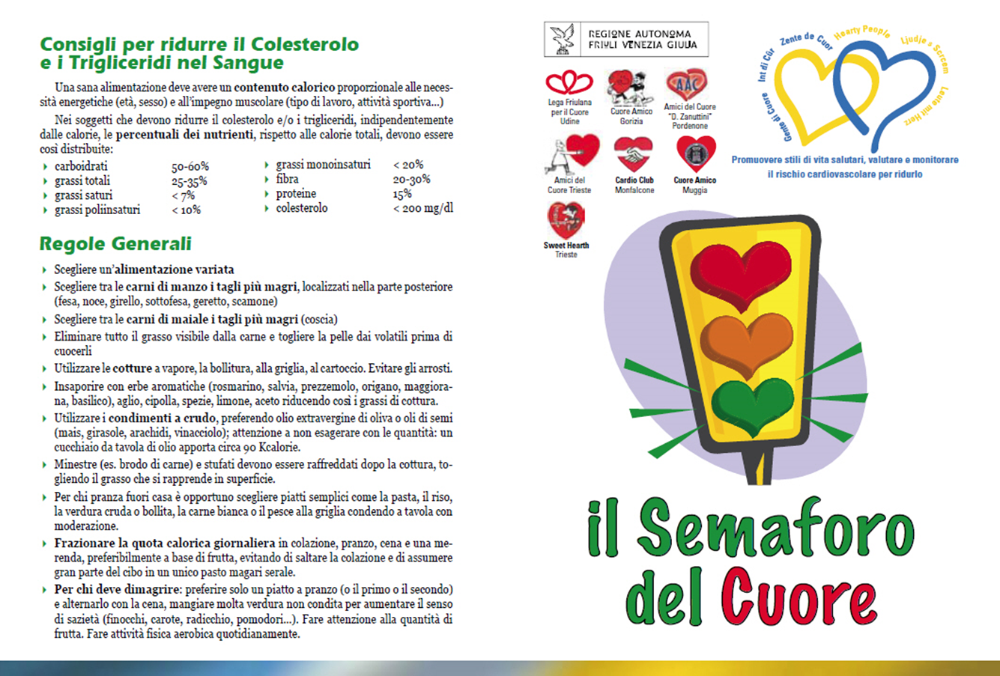 Consigli per ridurre il Colesterolo
e i Trigliceridi nel Sangue
Una sana alimentazione deve avere un contenuto calorico proporzionale alle neces-
sità energetiche (età, sesso) e all'impegno muscolare (tipo di lavoro, attività sportiva...)
Nei soggetti che devono ridurre il colesterolo e/o i trigliceridi, indipendentemente
dalle calorie, le percentuali dei nutrienti, rispetto alle calorie totali, devono essere
così distribuite:
carboidrati 50-60%
grassi totali 25-35%
grassi saturi < 7%
grassi poliinsaturi < 10%
grassi monoinsaturi < 20%
fibra 20-30%
proteine 15%
colesterolo < 200 mg/dl
Regole Generali
Scegliere un'alimentazione variata
Scegliere tra le carni di manzo i tagli più magri, localizzati nella parte posteriore
(fesa, noce, girello, sottofesa, geretto, scamone)
Scegliere tra le carni di maiale i tagli più magri (coscia)
Eliminare tutto il grasso visibile dalla carne e togliere la pelle dai volatili prima di
cuocerli
Utilizzare le cotture a vapore, la bollitura, alla griglia, al cartoccio. Evitare gli arrosti.
Insaporire con erbe aromatiche (rosmarino, salvia, prezzemolo, origano, maggiora-
na, basilico), aglio, cipolla, spezie, limone, aceto riducendo così i grassi di cottura.
Utilizzare i condimenti a crudo, preferendo olio extravergine di oliva o oli di semi
(mais, girasole, arachidi, vinacciolo); attenzione a non esagerare con le quantità: un
cucchiaio da tavola di olio apporta circa 90 Kcalorie.
Minestre (es. brodo di carne) e stufati devono essere raffreddati dopo la cottura, to-
gliendo il grasso che si rapprende in superficie.
Per chi pranza fuori casa è opportuno scegliere piatti semplici come la pasta, il riso,
la verdura cruda o bollita, la carne bianca o il pesce alla griglia condendo a tavola con
moderazione.
Frazionare la quota calorica giornaliera in colazione, pranzo, cena e una me-
renda, preferibilmente a base di frutta, evitando di saltare la colazione e di assumere
gran parte del cibo in un unico pasto magari serale.
Per chi deve dimagrire: preferire solo un piatto a pranzo (o il primo o il secondo)
e alternarlo con la cena, mangiare molta verdura non condita per aumentare il senso
di sazietà (finocchi, carote, radicchio, pomodori...). Fare attenzione alla quantità di
frutta. Fare attività fisica aerobica quotidianamente.
REGIONE AUTONOMA
FRIULI VENEZIA GIULIA
Lega Friulana
per il Cuore
Udine
Cuore Amico
Gorizia
AAC
Amici del Cuore
"D. Zanuttini"
Pordenone
Amici del
Cuore Trieste
Cardio Club
Monfalcone
Cuore Amico
Muggia
Sweet Hearth
Trieste
Gente di Cuore
Int di Cûr
Zente de Cuor
Hearty People
Ljudje s Srcem
Leute mit Herz
Promuovere stili di vita salutari, valutare e monitorare
il rischio cardiovascolare per ridurlo
il Semaforo
del Cuore